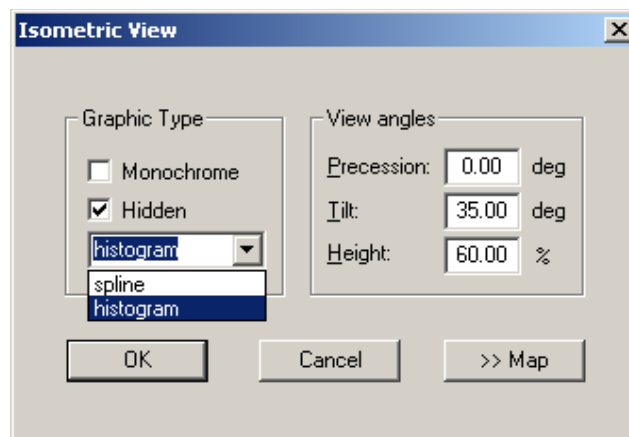 Isometric View
Graphic Type
Monochrome
Hidden
histogram
spline
histogram
View angles
Precession: 0.00 deg
Tilt: 35.00 deg
Height: 60.00 %
OK Cancel >> Map